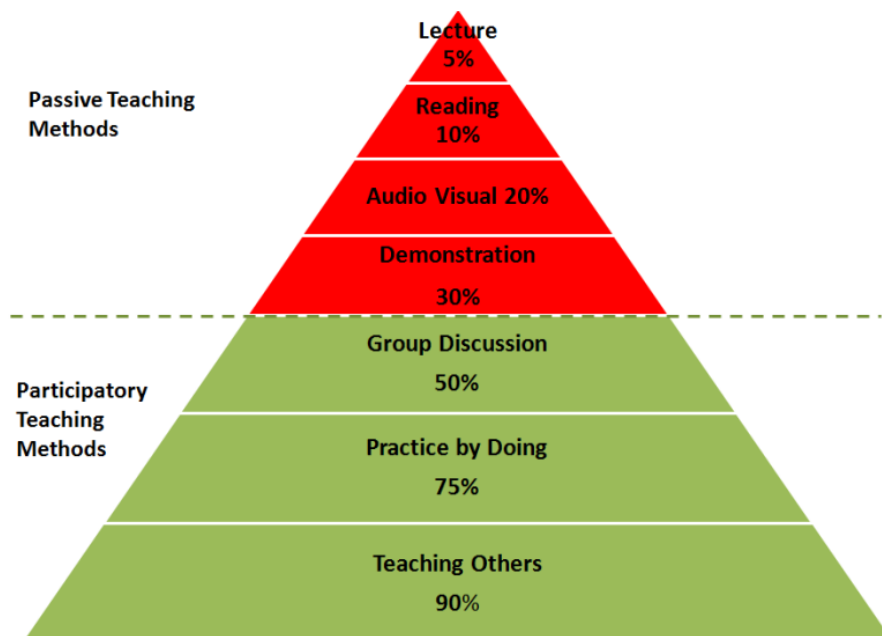 Lecture
5%
Passive Teaching
Methods
Reading
10%
Audio Visual 20%
Demonstration
30%
Group Discussion
50%
Participatory
Teaching
Methods
Practice by Doing
75%
Teaching Others
90%